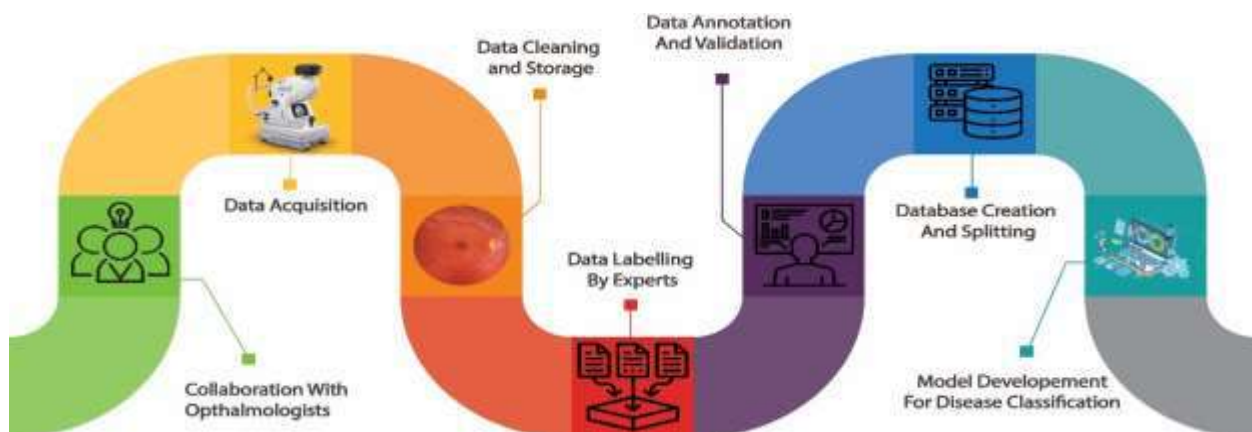 Collaboration With
Opthalmologists
Data Acquisition
Data Cleaning
and Storage
Data Labelling
By Experts
Data Annotation
And Validation
Database Creation
And Splitting
Model Developement
For Disease Classification